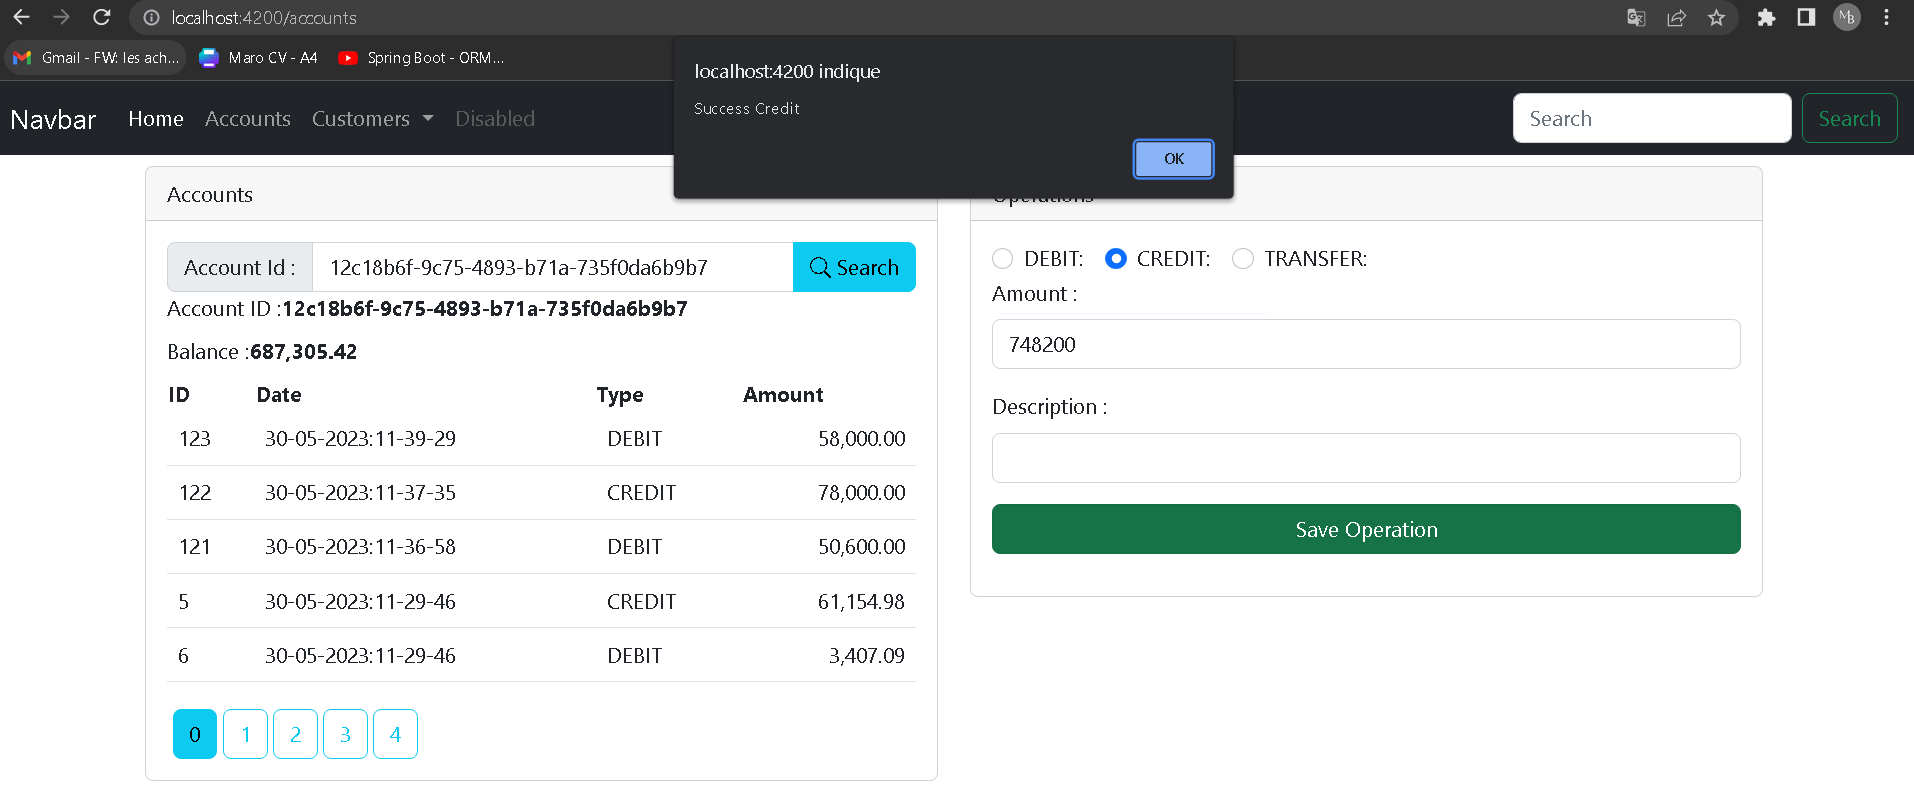 localhost:4200/accounts
MB
Gmail - FW: les ach...
Maro CV - A4
Spring Boot - ORM...
localhost:4200 indique
Success Credit
OK
Navbar
Home
Accounts
Customers
Disabled
Search
Search
Accounts
Operations
Account Id :
12c18b6f-9c75-4893-b71a-735f0da6b9b7
Search
Account ID :12c18b6f-9c75-4893-b71a-735f0da6b9b7
Balance :687,305.42
ID Date Type Amount
123 30-05-2023:11-39-29 DEBIT 58,000.00
122 30-05-2023:11-37-35 CREDIT 78,000.00
121 30-05-2023:11-36-58 DEBIT 50,600.00
5 30-05-2023:11-29-46 CREDIT 61,154.98
6 30-05-2023:11-29-46 DEBIT 3,407.09
0 1 2 3 4
DEBIT: CREDIT: TRANSFER:
Amount :
748200
Description :
Save Operation